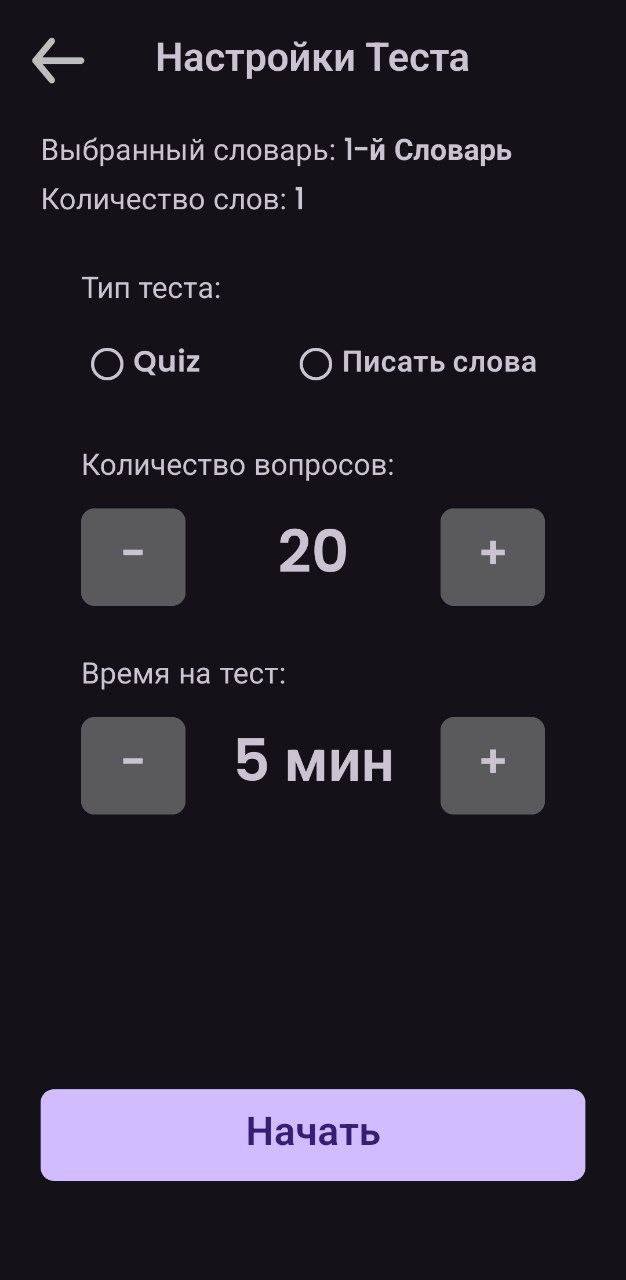 Настройки Теста
Выбранный словарь: 1-й Словарь
Количество слов: 1
Тип теста:
Quiz Писать слова
Количество вопросов:
- 20 +
Время на тест:
- 5 мин +
Начать